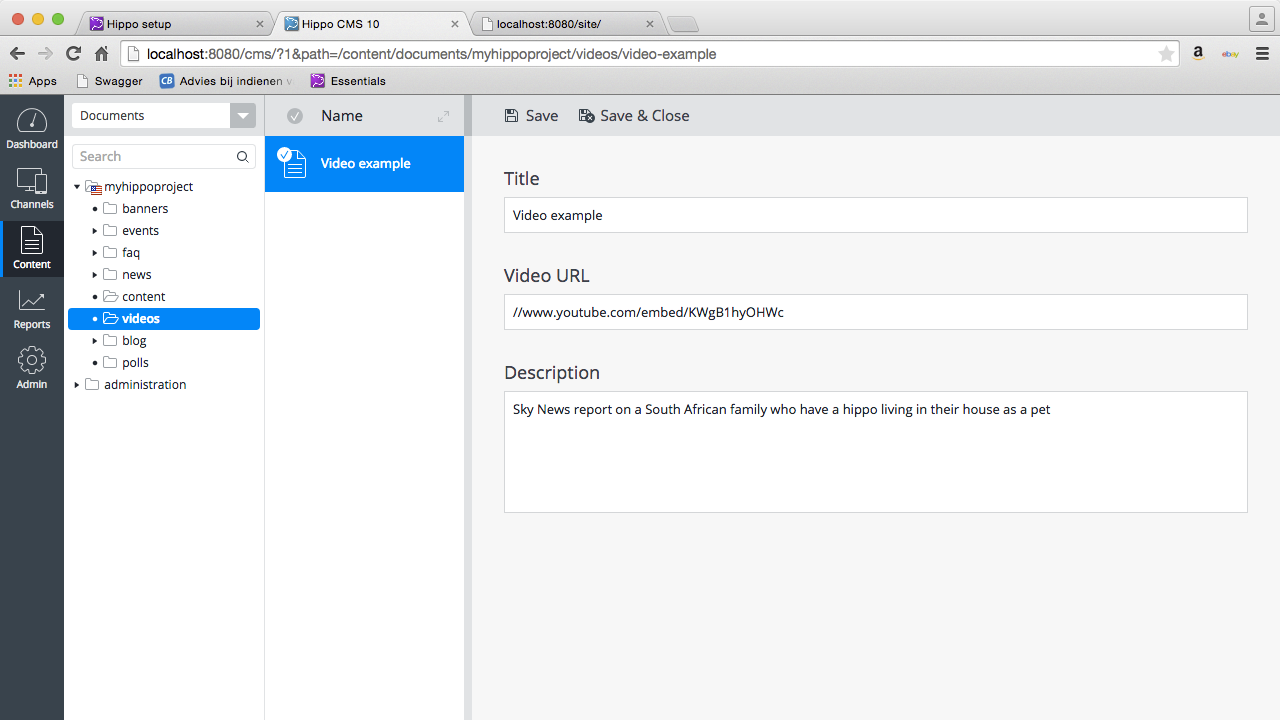 Hippo setup
Hippo CMS 10
localhost:8080/site/
localhost:8080/cms/?1&path=/content/documents/myhippoproject/videos/video-example
a
ebay
Apps
Swagger
CB
Advies bij indienen v
Essentials
Dashboard
Channels
Content
Reports
Admin
Documents
Search
myhippoproject
banners
events
faq
news
content
videos
blog
polls
administration
Name
Video example
Save
Save & Close
Title
Video example
Video URL
//www.youtube.com/embed/KWgB1hyOHWc
Description
Sky News report on a South African family who have a hippo living in their house as a pet